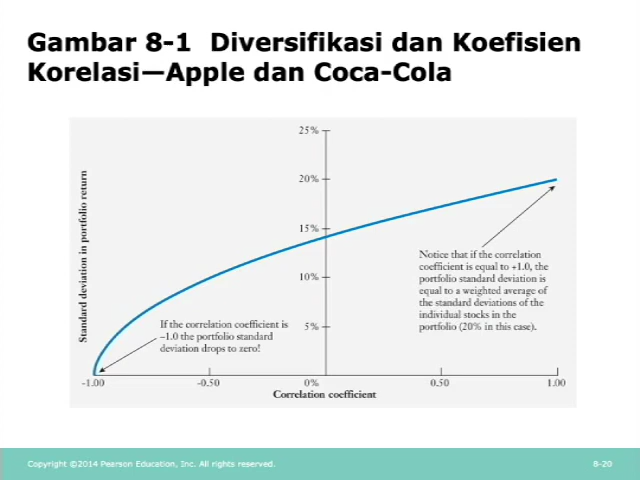 Gambar 8-1 Diversifikasi dan Koefisien
Korelasi—Apple dan Coca-Cola
25%
20%
15%
10%
5%
Standard deviation in portfolio return
Notice that if the correlation
coefficient is equal to +1.0, the
portfolio standard deviation is
equal to a weighted average of
the standard deviations of the
individual stocks in the
portfolio (20% in this case).
If the correlation coefficient is
–1.0 the portfolio standard
deviation drops to zero!
-1.00
-0.50
0%
0.50
1.00
Correlation coefficient
Copyright ©2014 Pearson Education, Inc. All rights reserved.
8-20